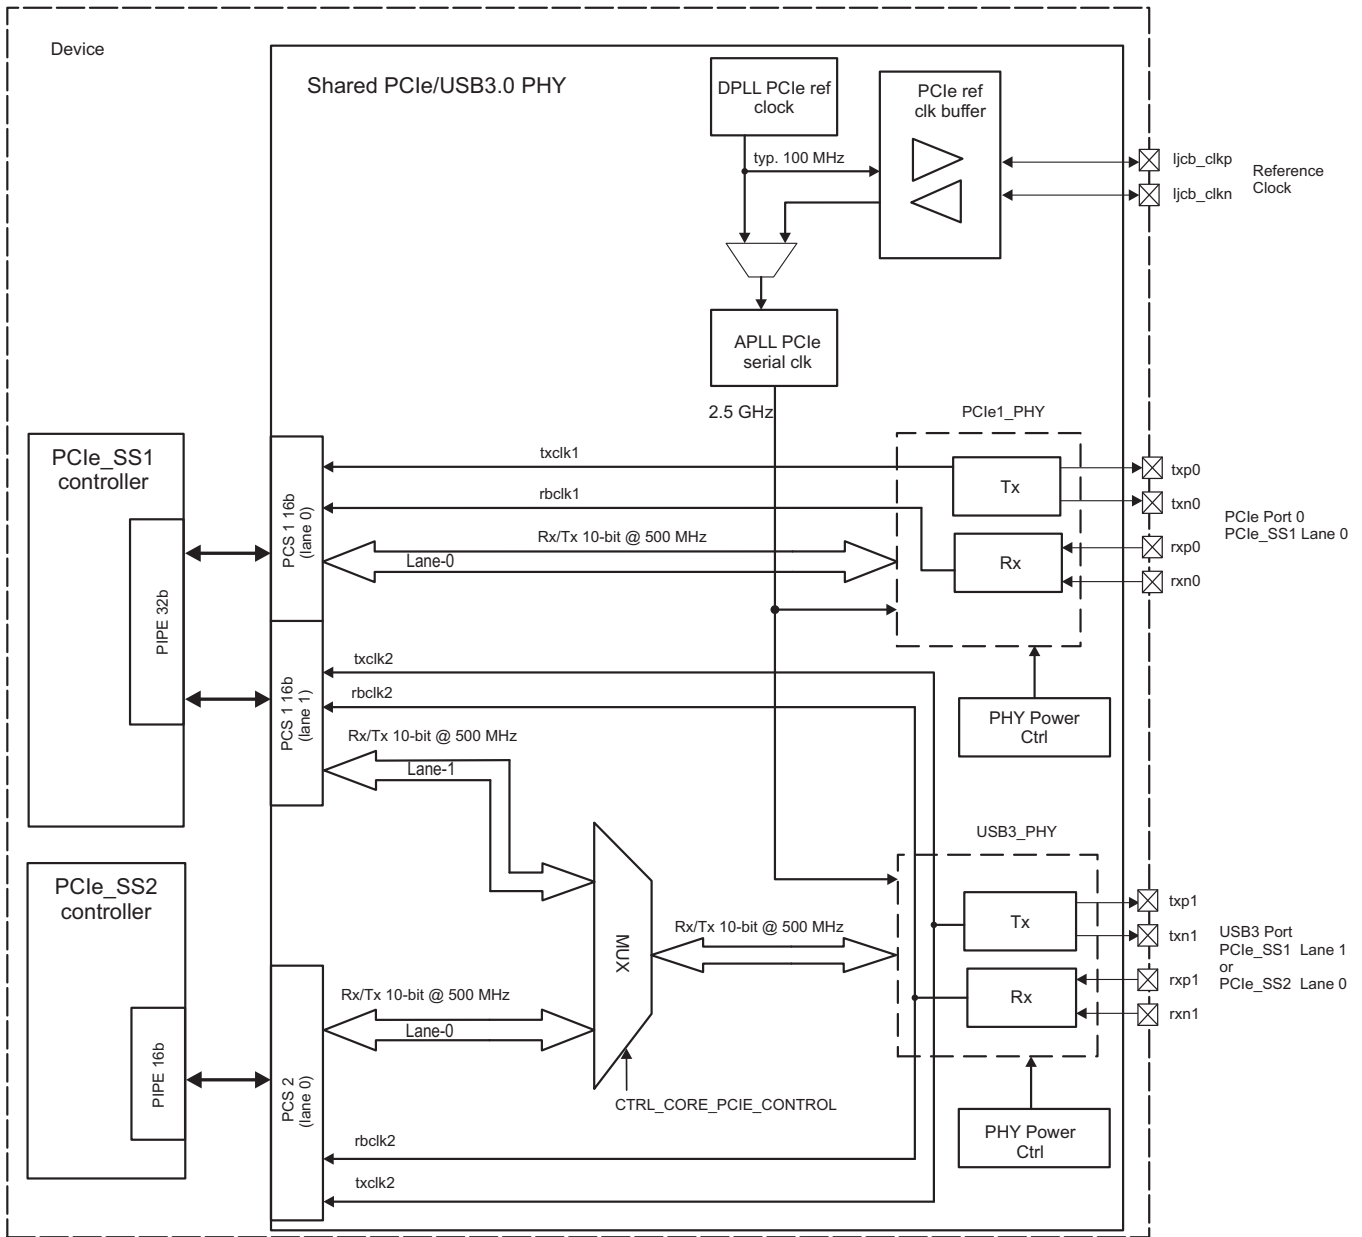 Device
Shared PCIe/USB3.0 PHY
DPLL PCIe ref
clock
PCIe ref
clk buffer
typ. 100 MHz
ljcb_clkp
ljcb_clkn
Reference
Clock
APLL PCIe
serial clk
2.5 GHz
PCIe1_PHY
PCIe_SS1
controller
PIPE 32b
PCS 1 16b
(lane 0)
txclk1
rbclk1
Rx/Tx 10-bit @ 500 MHz
Lane-0
Tx
Rx
txp0
txn0
rxp0
rxn0
PCIe Port 0
PCIe_SS1 Lane 0
PCS 1 16b
(lane 1)
txclk2
rbclk2
Rx/Tx 10-bit @ 500 MHz
Lane-1
PHY Power
Ctrl
USB3_PHY
PCIe_SS2
controller
PIPE 16b
MUX
Rx/Tx 10-bit @ 500 MHz
Tx
Rx
txp1
txn1
rxp1
rxn1
USB3 Port
PCIe_SS1 Lane 1
or
PCIe_SS2 Lane 0
PCS 2
(lane 0)
Rx/Tx 10-bit @ 500 MHz
Lane-0
CTRL_CORE_PCIE_CONTROL
PHY Power
Ctrl
rbclk2
txclk2